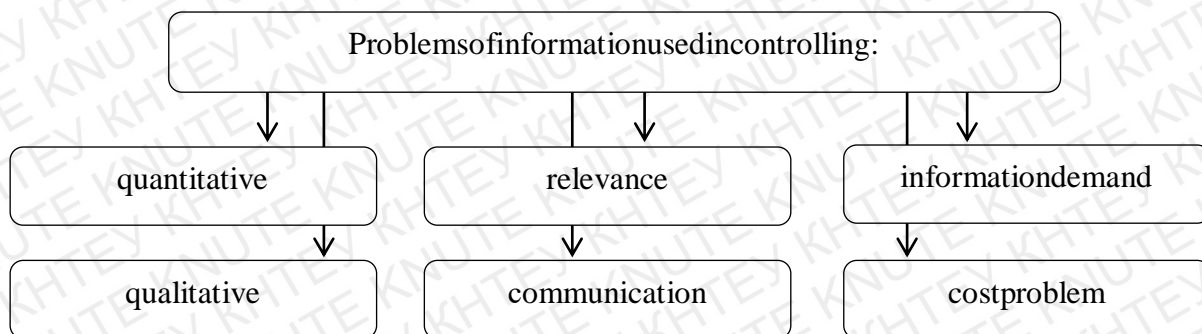 Problemsofinformationusedincontrolling:
quantitative
relevance
informationdemand
qualitative
communication
costproblem